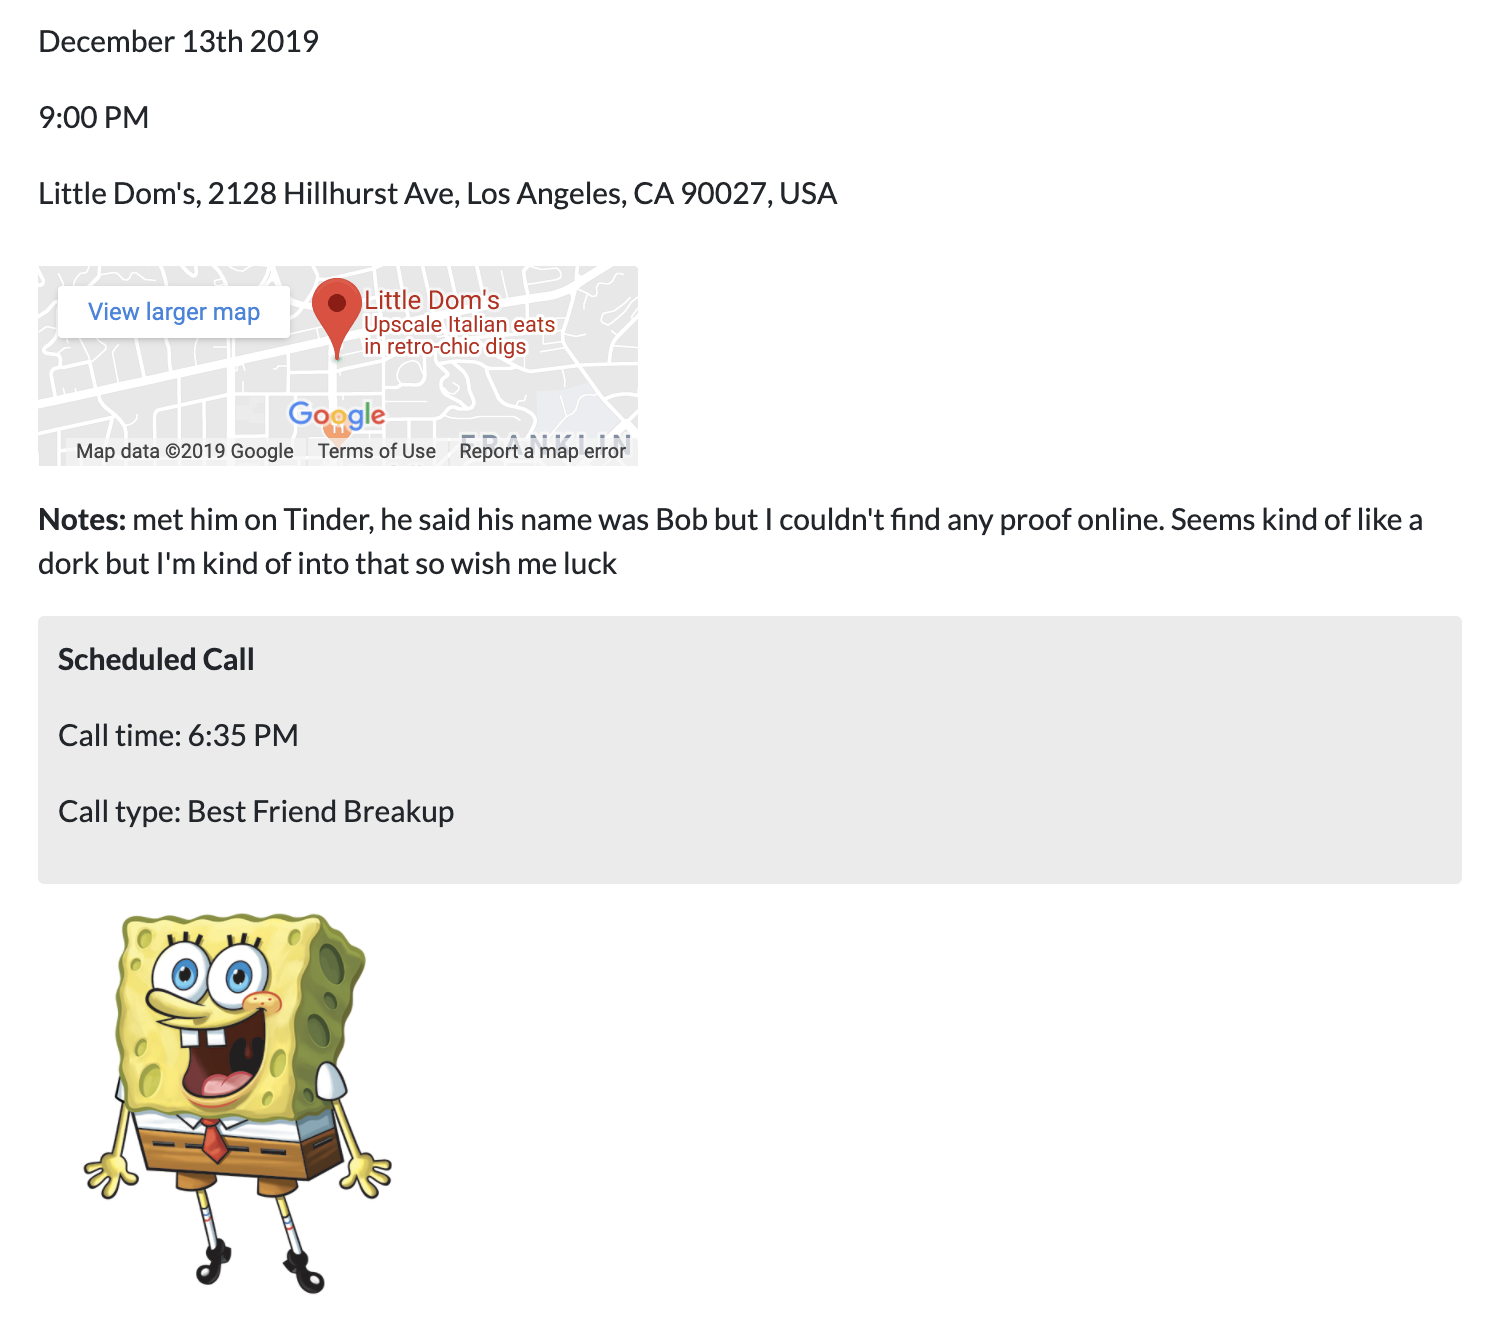 December 13th 2019
9:00 PM
Little Dom's, 2128 Hillhurst Ave, Los Angeles, CA 90027, USA
View larger map
Little Dom's
Upscale Italian eats
in retro-chic digs
Google
FRANKLIN
Map data ©2019 Google
Terms of Use
Report a map error
Notes: met him on Tinder, he said his name was Bob but I couldn't find any proof online. Seems kind of like a
dork but I'm kind of into that so wish me luck
Scheduled Call
Call time: 6:35 PM
Call type: Best Friend Breakup